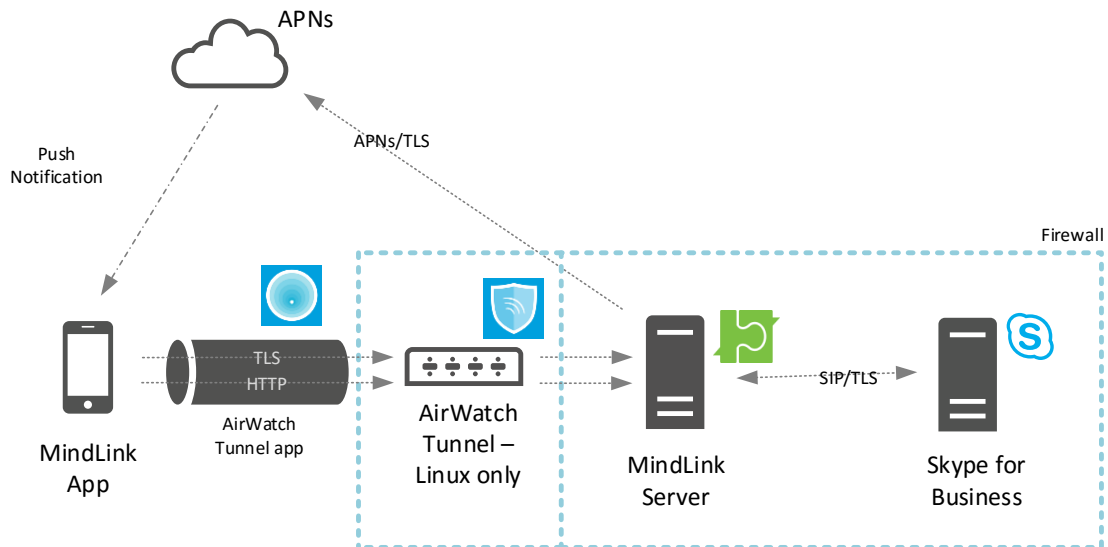 APNs
APNs/TLS
Push
Notification
Firewall
TLS
HTTP
AirWatch
Tunnel app
SIP/TLS
S
MindLink
App
AirWatch
Tunnel –
Linux only
MindLink
Server
Skype for
Business